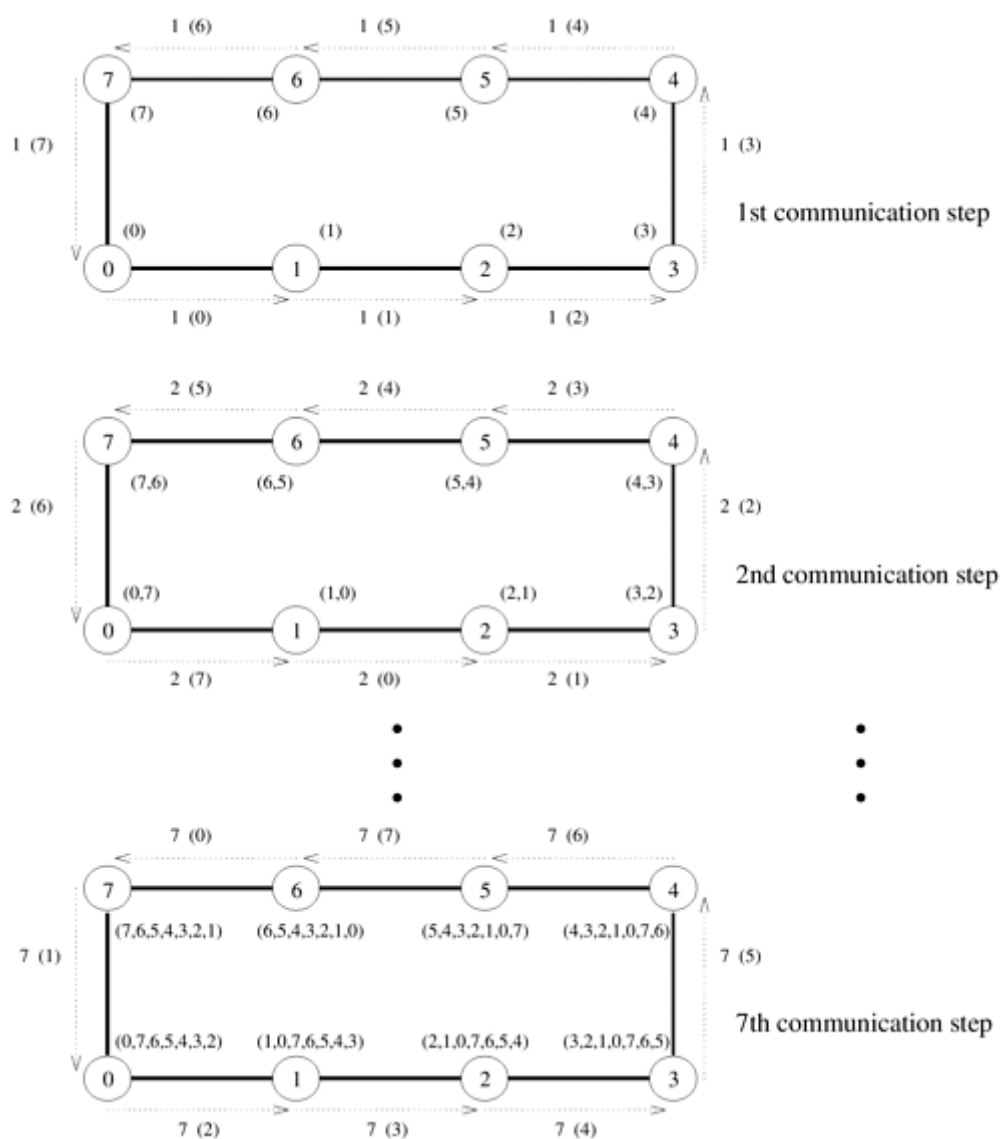 1 (6) 1 (5) 1 (4)
7 6 5 4
(7) (6) (5) (4)
1 (7) 1 (3)
1st communication step
(0) (1) (2) (3)
0 1 2 3
1 (0) 1 (1) 1 (2)
2 (5) 2 (4) 2 (3)
7 6 5 4
(7,6) (6,5) (5,4) (4,3)
2 (6) 2 (2)
2nd communication step
(0,7) (1,0) (2,1) (3,2)
0 1 2 3
2 (7) 2 (0) 2 (1)
7 (0) 7 (7) 7 (6)
7 6 5 4
(7,6,5,4,3,2,1) (6,5,4,3,2,1,0) (5,4,3,2,1,0,7) (4,3,2,1,0,7,6)
7 (1) 7 (5)
7th communication step
(0,7,6,5,4,3,2) (1,0,7,6,5,4,3) (2,1,0,7,6,5,4) (3,2,1,0,7,6,5)
0 1 2 3
7 (2) 7 (3) 7 (4)